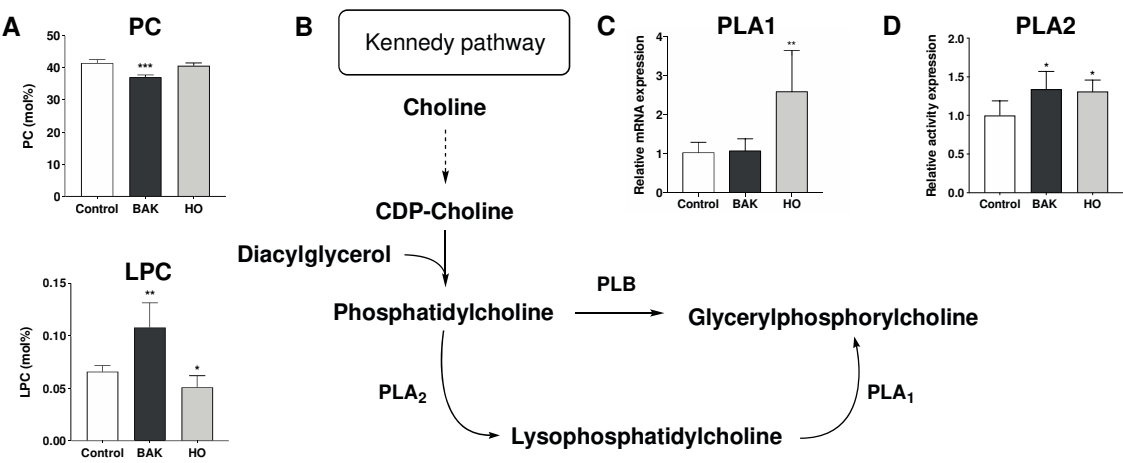 A
PC
50
40
30
20
10
0
PC (mol%)
***
Control BAK HO
LPC
0.15
0.10
0.05
0.00
LPC (mol%)
**
*
Control BAK HO
B
Kennedy pathway
Choline
CDP-Choline
Diacylglycerol
Phosphatidylcholine
PLB
Glycerylphosphorylcholine
PLA2
PLA1
Lysophosphatidylcholine
C
PLA1
4
3
2
1
0
Relative mRNA expression
**
Control BAK HO
D
PLA2
2.0
1.5
1.0
0.5
0.0
Relative activity expression
* *
Control BAK HO